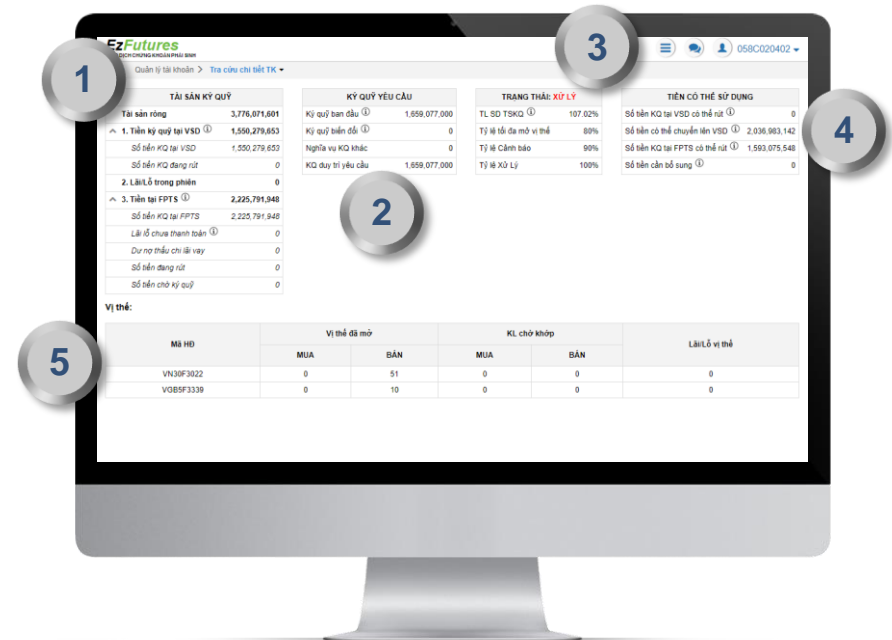 EzFutures
DỊCH CHỨNG KHOÁN PHÁI SINH
058C020402
Quản lý tài khoản > Tra cứu chi tiết TK
1
2
3
4
5
TÀI SẢN KÝ QUỸ
Tài sản ròng 3,776,071,601
1. Tiền ký quỹ tại VSD 1,550,279,653
Số tiền KQ tại VSD 1,550,279,653
Số tiền KQ đang rút 0
2. Lãi/Lỗ trong phiên 0
3. Tiền tại FPTS 2,225,791,948
Số tiền KQ tại FPTS 2,225,791,948
Lãi lỗ chưa thanh toán 0
Dư nợ thấu chi lãi vay 0
Số tiền đang rút 0
Số tiền chờ ký quỹ 0
KÝ QUỸ YÊU CẦU
Ký quỹ ban đầu 1,659,077,000
Ký quỹ biến đổi 0
Nghĩa vụ KQ khác 0
KQ duy trì yêu cầu 1,659,077,000
TRẠNG THÁI: XỬ LÝ
TL SD TSKQ 107.02%
Tỷ lệ tối đa mở vị thế 80%
Tỷ lệ Cảnh báo 90%
Tỷ lệ Xử Lý 100%
TIỀN CÓ THỂ SỬ DỤNG
Số tiền KQ tại VSD có thể rút 0
Số tiền có thể chuyển lên VSD 2,036,983,142
Số tiền KQ tại FPTS có thể rút 1,593,075,548
Số tiền cần bổ sung 0
Vị thế:
Mã HĐ Vị thế đã mở KL chờ khớp Lãi/Lỗ vị thế
MUA BÁN MUA BÁN
VN30F3022 0 51 0 0 0
VGB5F3339 0 10 0 0 0